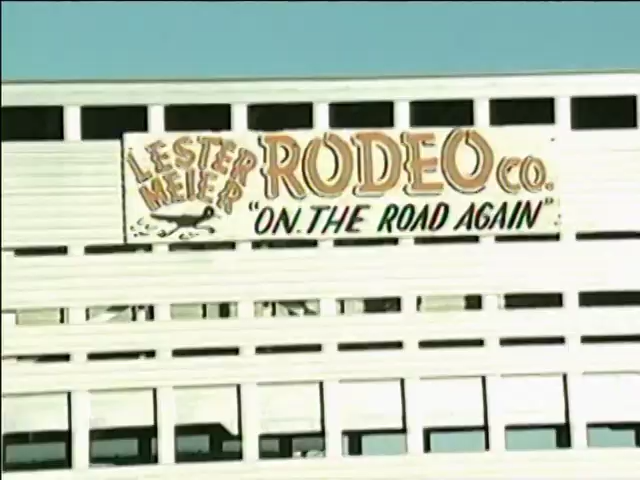 LESTER
MEIER
RODEO CO.
"ON THE ROAD AGAIN"